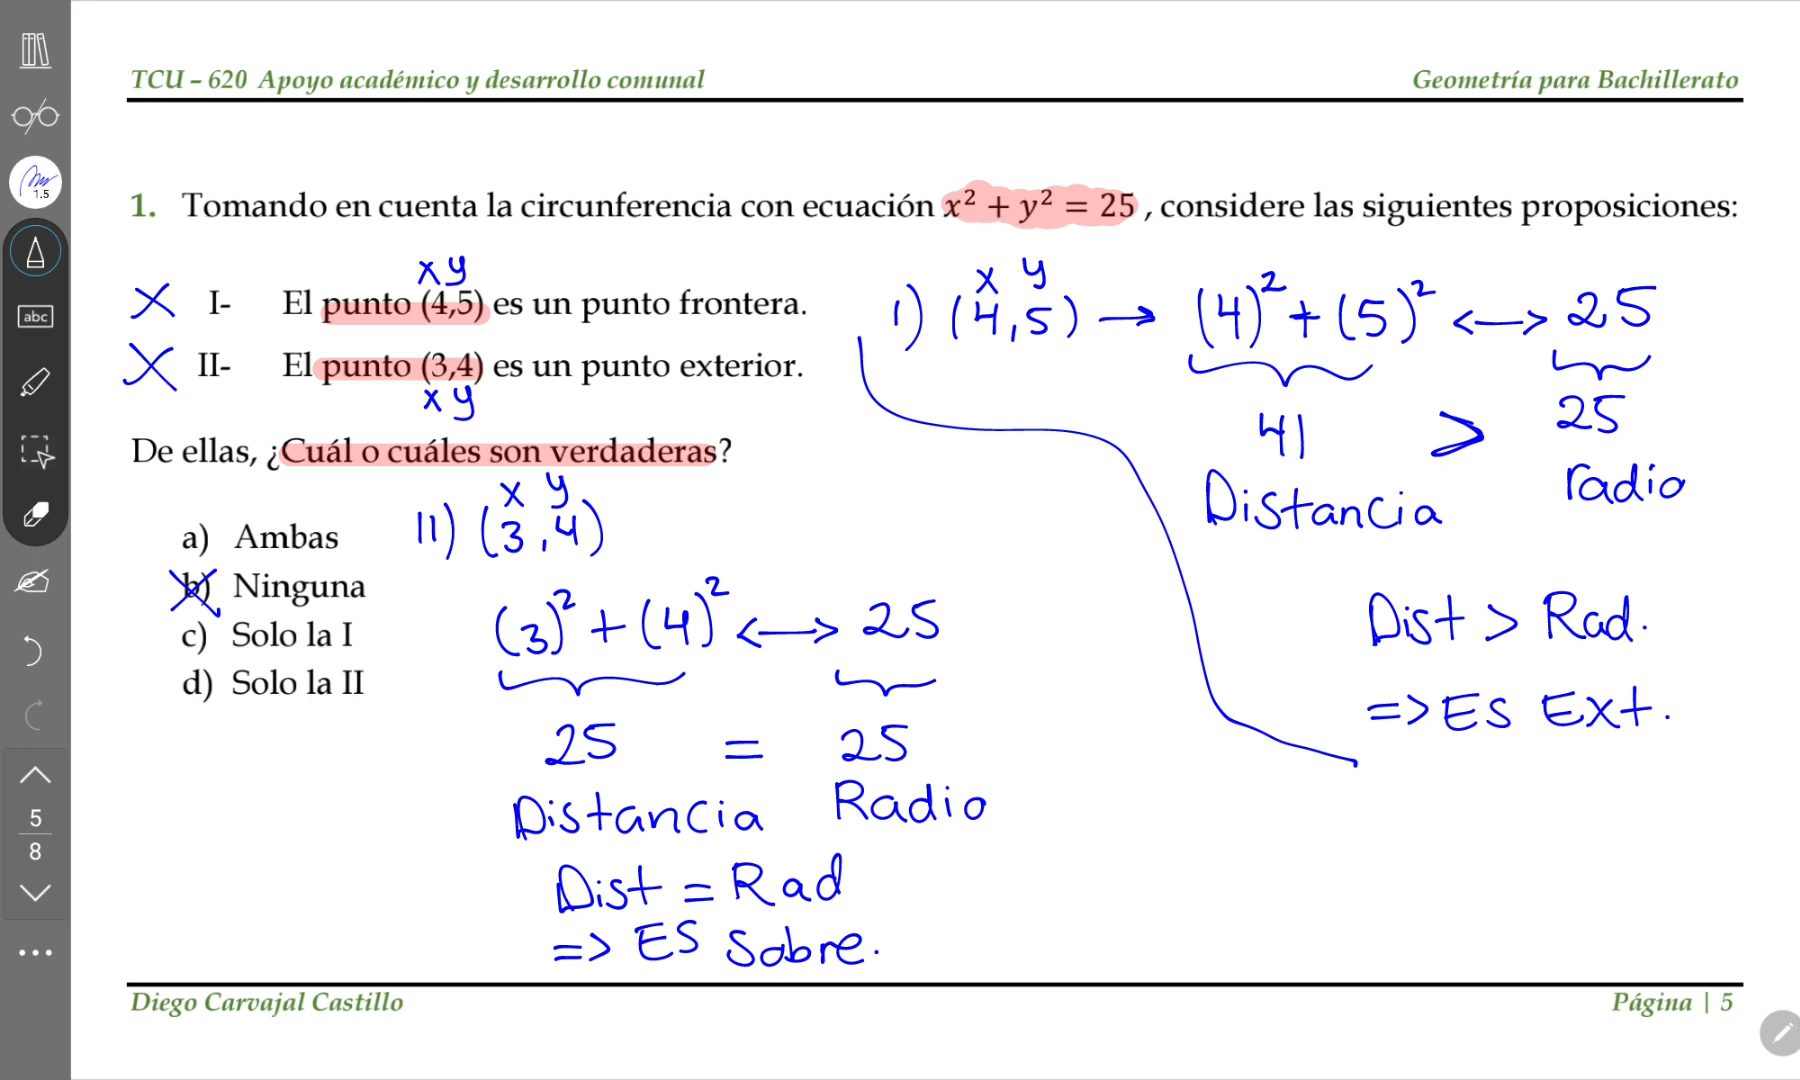 TCU – 620 Apoyo académico y desarrollo comunal Geometría para Bachillerato
1. Tomando en cuenta la circunferencia con ecuación x² + y² = 25 , considere las siguientes proposiciones:
x y
X I- El punto (4,5) es un punto frontera.
X II- El punto (3,4) es un punto exterior.
x y
De ellas, ¿Cuál o cuáles son verdaderas?
a) Ambas
b) Ninguna
c) Solo la I
d) Solo la II
x y
I) (4,5) → (4)² + (5)² <—> 25
41 > 25
Distancia radio
Dist > Rad.
=> ES Ext.
x y
II) (3,4)
(3)² + (4)² <—> 25
25 = 25
Distancia Radio
Dist = Rad
=> ES Sobre.
Diego Carvajal Castillo Página | 5
1.5
abc
5
8